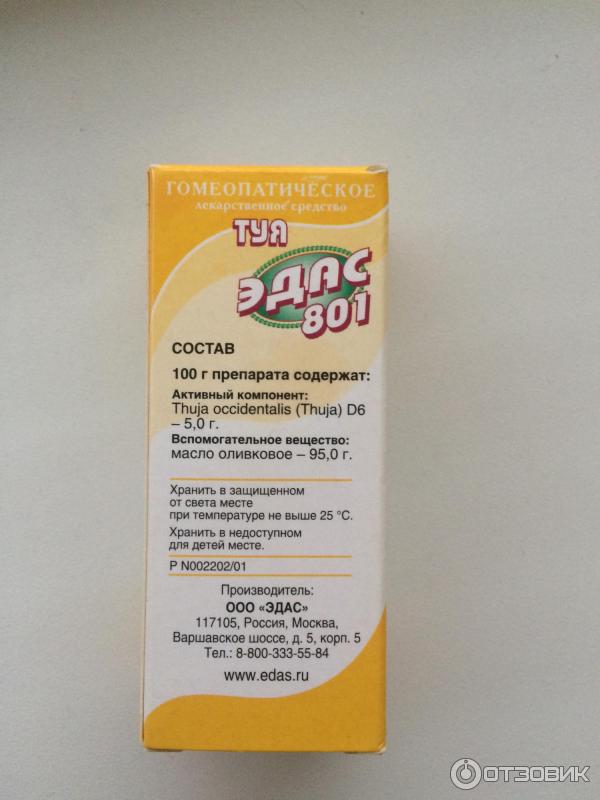 ГОМЕОПАТИЧЕСКОЕ
лекарственное средство
ТУЯ
ЭДАС
801
СОСТАВ
100 г препарата содержат:
Активный компонент:
Thuja occidentalis (Thuja) D6
– 5,0 г.
Вспомогательное вещество:
масло оливковое – 95,0 г.
Хранить в защищенном
от света месте
при температуре не выше 25 °С.
Хранить в недоступном
для детей месте.
Р N002202/01
Производитель:
ООО «ЭДАС»
117105, Россия, Москва,
Варшавское шоссе, д. 5, корп. 5
Тел.: 8-800-333-55-84
www.edas.ru
ОТЗОВИК